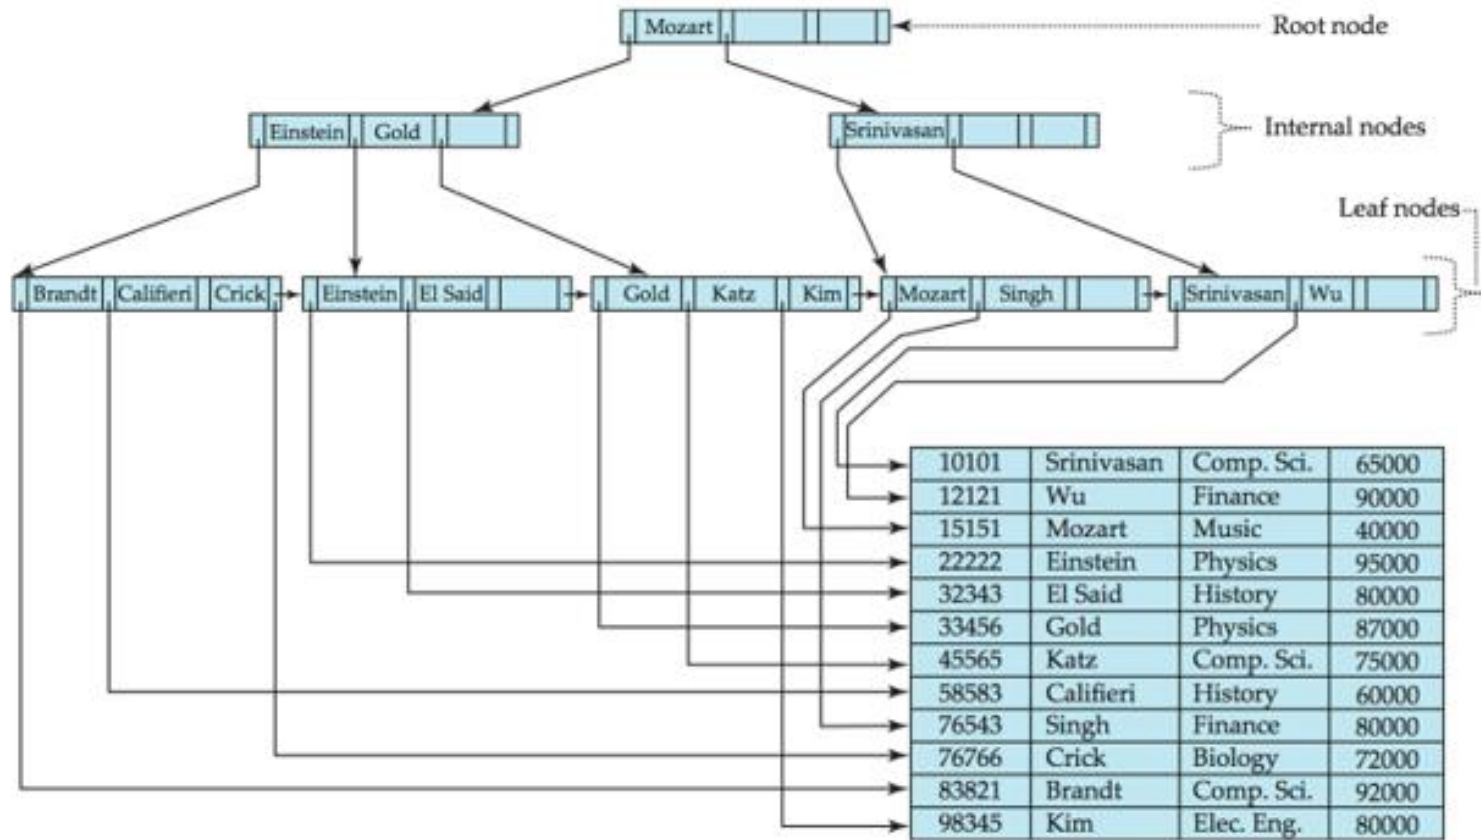 Mozart
Root node
Einstein Gold
Srinivasan
Internal nodes
Leaf nodes
Brandt Califieri Crick
Einstein El Said
Gold Katz Kim
Mozart Singh
Srinivasan Wu
10101 Srinivasan Comp. Sci. 65000
12121 Wu Finance 90000
15151 Mozart Music 40000
22222 Einstein Physics 95000
32343 El Said History 80000
33456 Gold Physics 87000
45565 Katz Comp. Sci. 75000
58583 Califieri History 60000
76543 Singh Finance 80000
76766 Crick Biology 72000
83821 Brandt Comp. Sci. 92000
98345 Kim Elec. Eng. 80000